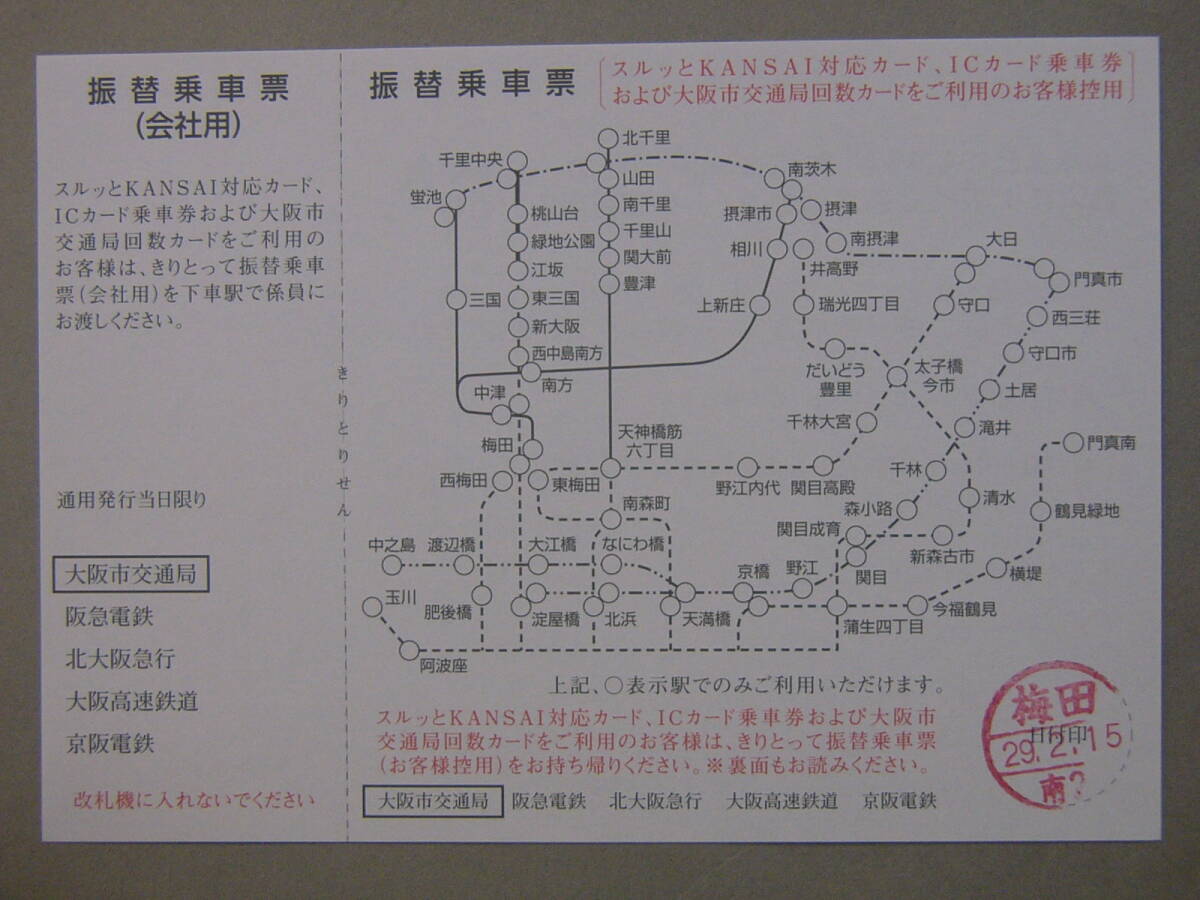 振替乗車票
(会社用)
スルッとKANSAI対応カード、
ICカード乗車券および大阪市
交通局回数カードをご利用の
お客様は、きりとって振替乗車
票(会社用)を下車駅で係員に
お渡しください。
通用発行当日限り
大阪市交通局
阪急電鉄
北大阪急行
大阪高速鉄道
京阪電鉄
改札機に入れないでください
きりとりせん
振替乗車票
スルッとKANSAI対応カード、ICカード乗車券
および大阪市交通局回数カードをご利用のお客様控用
北千里
千里中央
南茨木
山田
蛍池
南千里
摂津市
摂津
桃山台
千里山
緑地公園
相川
南摂津
大日
関大前
井高野
江坂
門真市
豊津
三国
東三国
上新庄
瑞光四丁目
守口
西三荘
新大阪
西中島南方
だいどう
豊里
太子橋
今市
守口市
南方
中津
土居
千林大宮
天神橋筋
六丁目
滝井
梅田
門真南
西梅田
東梅田
野江内代
関目高殿
千林
南森町
清水
森小路
鶴見緑地
関目成育
中之島
渡辺橋
大江橋
なにわ橋
新森古市
京橋
野江
関目
横堤
玉川
肥後橋
淀屋橋
北浜
天満橋
蒲生四丁目
今福鶴見
阿波座
上記、○表示駅でのみご利用いただけます。
スルッとKANSAI対応カード、ICカード乗車券および大阪市
交通局回数カードをご利用のお客様は、きりとって振替乗車票
(お客様控用)をお持ち帰りください。※裏面もお読みください。
大阪市交通局
阪急電鉄
北大阪急行
大阪高速鉄道
京阪電鉄
梅田
日付印
29.2.15
南2